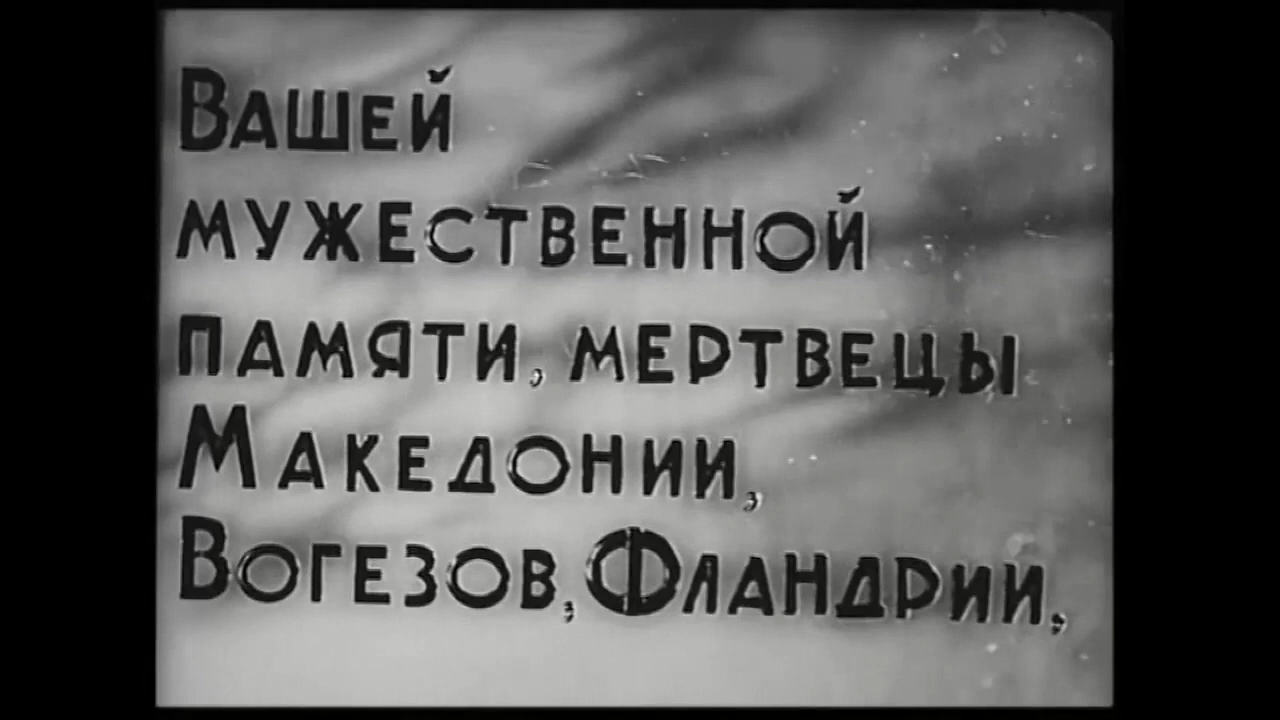 Вашей
мужественной
памяти, мертвецы
Македонии,
Вогезов, Фландрии,